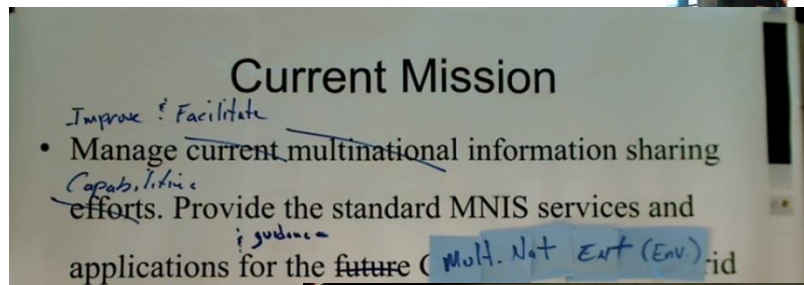 Current Mission
Improve & Facilitate
• Manage current multinational information sharing
Capabilities
efforts. Provide the standard MNIS services and
& guidance
applications for the future ( Mult. Nat Ent (Env.) rid